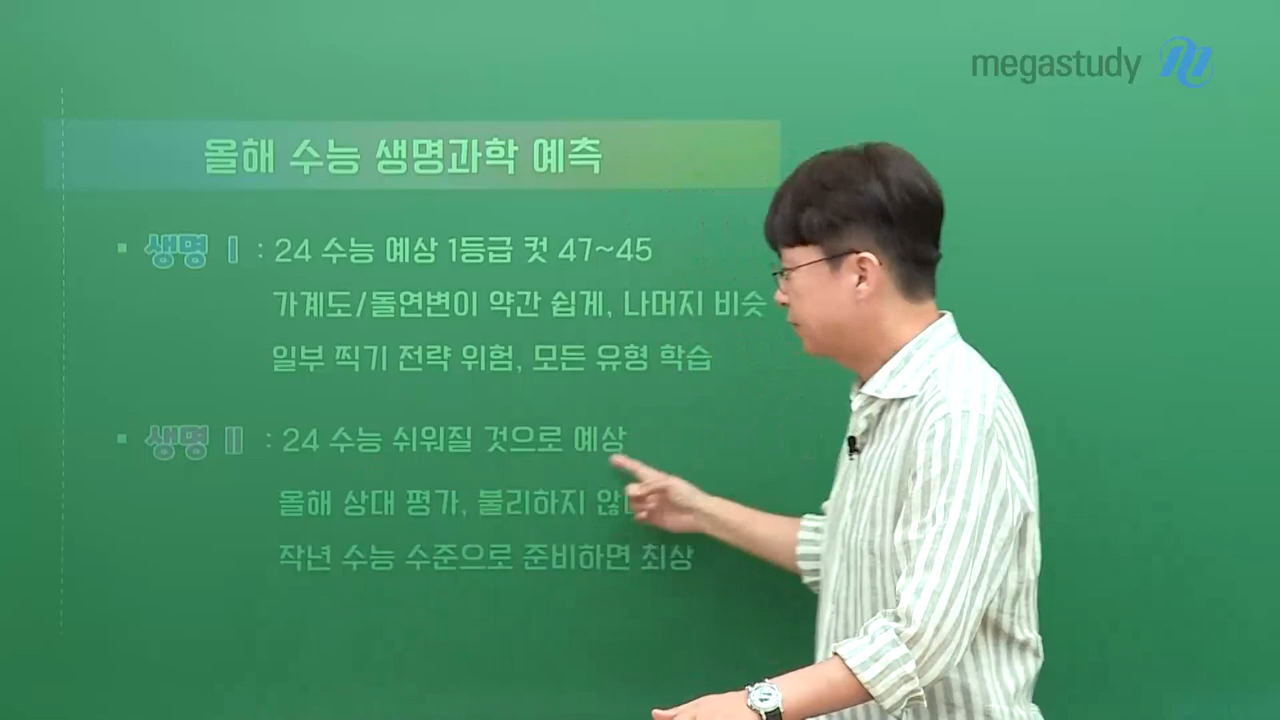 megastudy
올해 수능 생명과학 예측
생명 Ⅰ : 24 수능 예상 1등급 컷 47~45
가계도/돌연변이 약간 쉽게, 나머지 비슷
일부 찍기 전략 위험, 모든 유형 학습
생명 Ⅱ : 24 수능 쉬워질 것으로 예상
올해 상대 평가, 불리하지
작년 수능 수준으로 준비하면 최상